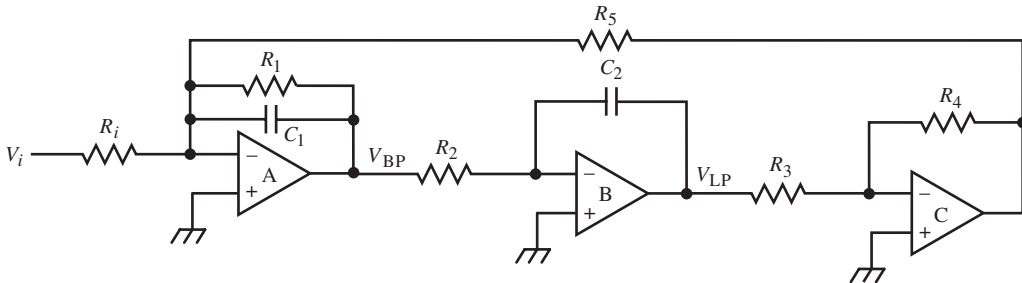 R5
R1
C2
R4
Ri
C1
Vi
−
A
+
VBP
R2
−
B
+
VLP
R3
−
C
+